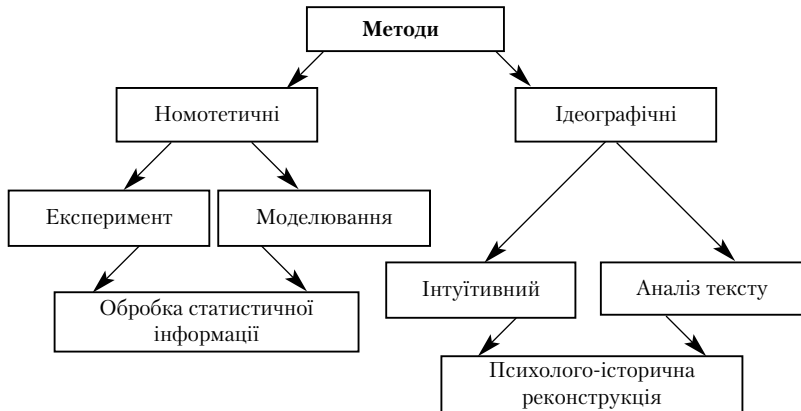 Методи
Номотетичні
Ідеографічні
Експеримент
Моделювання
Інтуїтивний
Аналіз тексту
Обробка статистичної
інформації
Психолого-історична
реконструкція